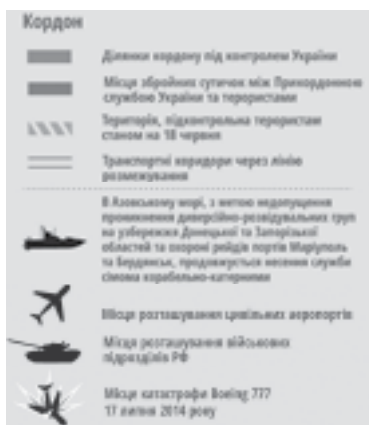 Кордон
Ділянки кордону під контролем України
Місця збройних сутичок між Прикордонною
службою України та терористами
Територія, підконтрольна терористам
станом на 18 червня
Транспортні коридори через лінію
розмежування
В Азовському морі, з метою недопущення
проникнення диверсійно-розвідувальних груп
на узбережжя Донецької та Запорізької
областей та охорони рейдів портів Маріуполь
та Бердянськ, продовжується несення служби
сімома корабельно-катерними
Місця розташування цивільних аеропортів
Місця розташування військових
підрозділів РФ
Місце катастрофи Boeing 777
17 липня 2014 року